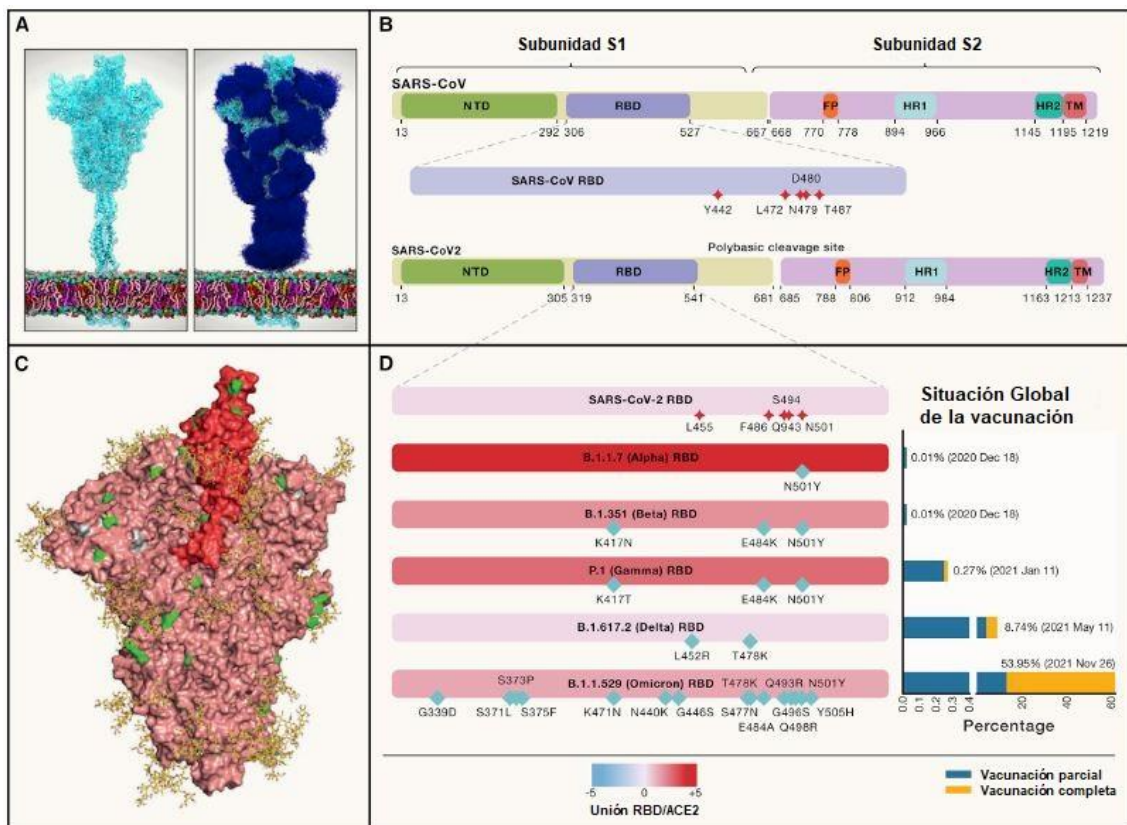 A
B
Subunidad S1
Subunidad S2
SARS-CoV
NTD
RBD
FP
HR1
HR2
TM
13
292
306
527
667
668
770
778
894
966
1145
1195
1219
SARS-CoV RBD
D480
Y442
L472
N479
T487
SARS-CoV2
Polybasic cleavage site
NTD
RBD
FP
HR1
HR2
TM
13
305
319
541
681
685
788
806
912
984
1163
1213
1237
C
D
SARS-CoV-2 RBD
S494
L455
F486
Q943
N501
B.1.1.7 (Alpha) RBD
N501Y
B.1.351 (Beta) RBD
K417N
E484K
N501Y
P.1 (Gamma) RBD
K417T
E484K
N501Y
B.1.617.2 (Delta) RBD
L452R
T478K
S373P
B.1.1.529 (Omicron) RBD
T478K
Q493R
N501Y
G339D
S371L
S375F
K471N
N440K
G446S
S477N
G496S
Y505H
E484A
Q498R
Situación Global
de la vacunación
0.01% (2020 Dec 18)
0.01% (2020 Dec 18)
0.27% (2021 Jan 11)
8.74% (2021 May 11)
53.95% (2021 Nov 26)
0.0
0.1
0.2
0.3
0.4
20
40
60
Percentage
-5
0
+5
Unión RBD/ACE2
Vacunación parcial
Vacunación completa